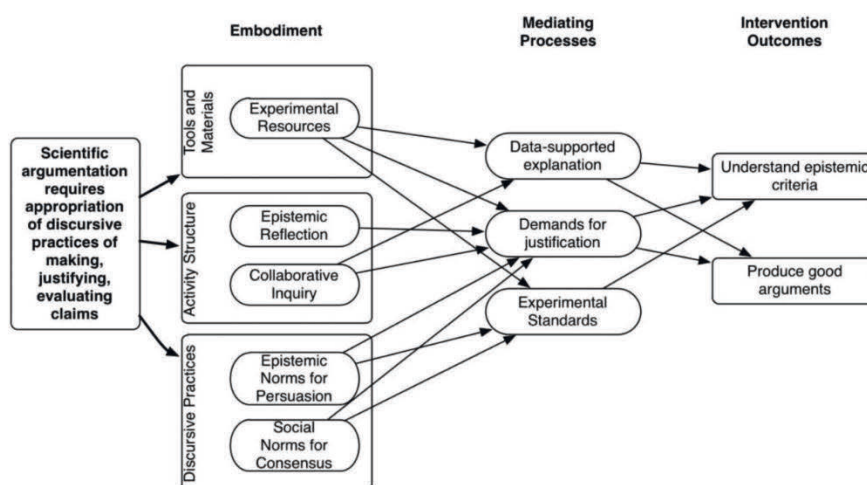 Embodiment
Mediating
Processes
Intervention
Outcomes
Scientific
argumentation
requires
appropriation
of discursive
practices of
making,
justifying,
evaluating
claims
Tools and
Materials
Experimental
Resources
Activity Structure
Epistemic
Reflection
Collaborative
Inquiry
Discursive Practices
Epistemic
Norms for
Persuasion
Social
Norms for
Consensus
Data-supported
explanation
Demands for
justification
Experimental
Standards
Understand epistemic
criteria
Produce good
arguments